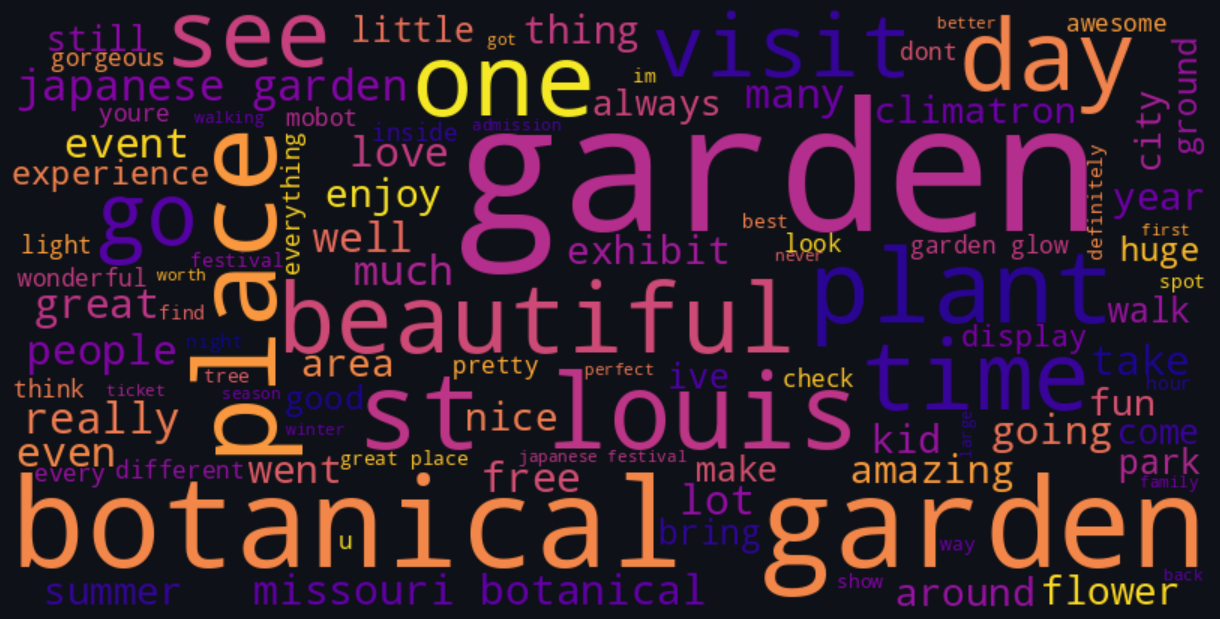 still
see
little
got
thing
visit
better
day
awesome
gorgeous
one
im
dont
ground
japanese garden
always
many
climatron
city
youre
walking
mobot
inside
admission
event
place
everything
love
garden
definitely
experience
go
enjoy
year
light
well
exhibit
best
look
never
garden glow
first
huge
wonderful
worth
festival
much
plant
spot
great
find
beautiful
walk
people
night
area
pretty
perfect
ive
check
display
time
take
hour
think
ticket
tree
season
good
st louis
nice
fun
really
winter
kid
large
going
come
even
every
different
went
great place
free
japanese festival
make
amazing
park
family
botanical garden
lot
u
bring
way
summer
missouri botanical
show
around
flower
back